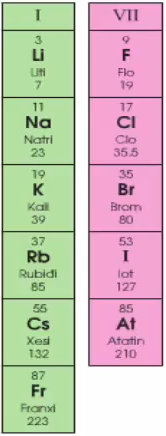 I
3
Li
Liti
7
11
Na
Natri
23
19
K
Kali
39
37
Rb
Rubiđi
85
55
Cs
Xesi
132
87
Fr
Franxi
223
VII
9
F
Flo
19
17
Cl
Clo
35.5
35
Br
Brom
80
53
I
Iot
127
85
At
Atatin
210